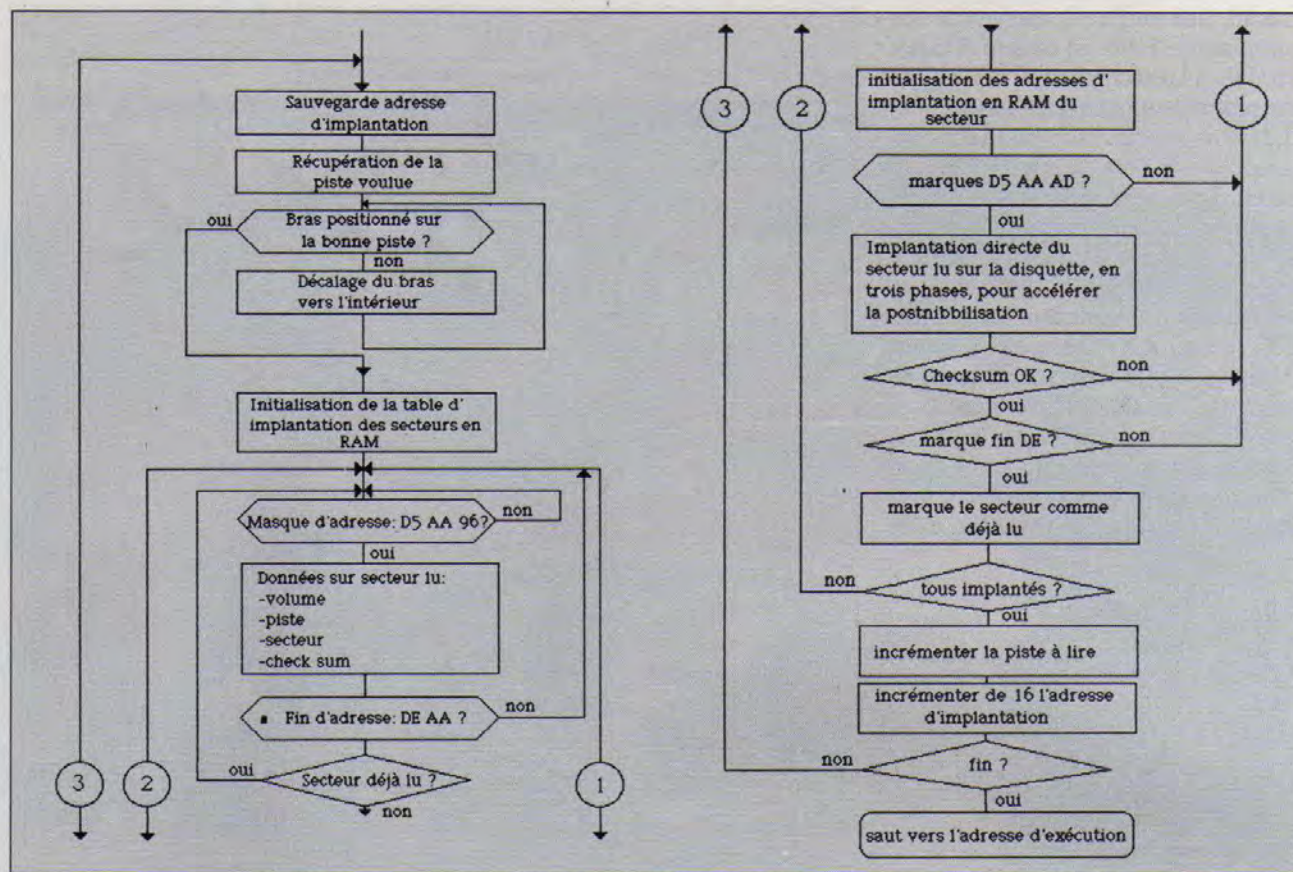 Sauvegarde adresse
d'implantation
Récupération de la
piste voulue
oui
Bras positionné sur
la bonne piste ?
non
Décalage du bras
vers l'intérieur
Initialisation de la table d'
implantation des secteurs en
RAM
Masque d'adresse: D5 AA 96?
non
oui
Données sur secteur lu:
-volume
-piste
-secteur
-check sum
Fin d'adresse: DE AA ?
non
oui
Secteur déjà lu ?
non
3
2
1
3
2
1
initialisation des adresses d'
implantation en RAM du
secteur
marques D5 AA AD ?
non
oui
Implantation directe du
secteur lu sur la disquette, en
trois phases, pour accélérer
la postnibbilisation
Checksum OK ?
non
oui
marque fin DE ?
non
oui
marque le secteur comme
déjà lu
non
tous implantés ?
oui
incrémenter la piste à lire
incrémenter de 16 l'adresse
d'implantation
non
fin ?
oui
saut vers l'adresse d'exécution